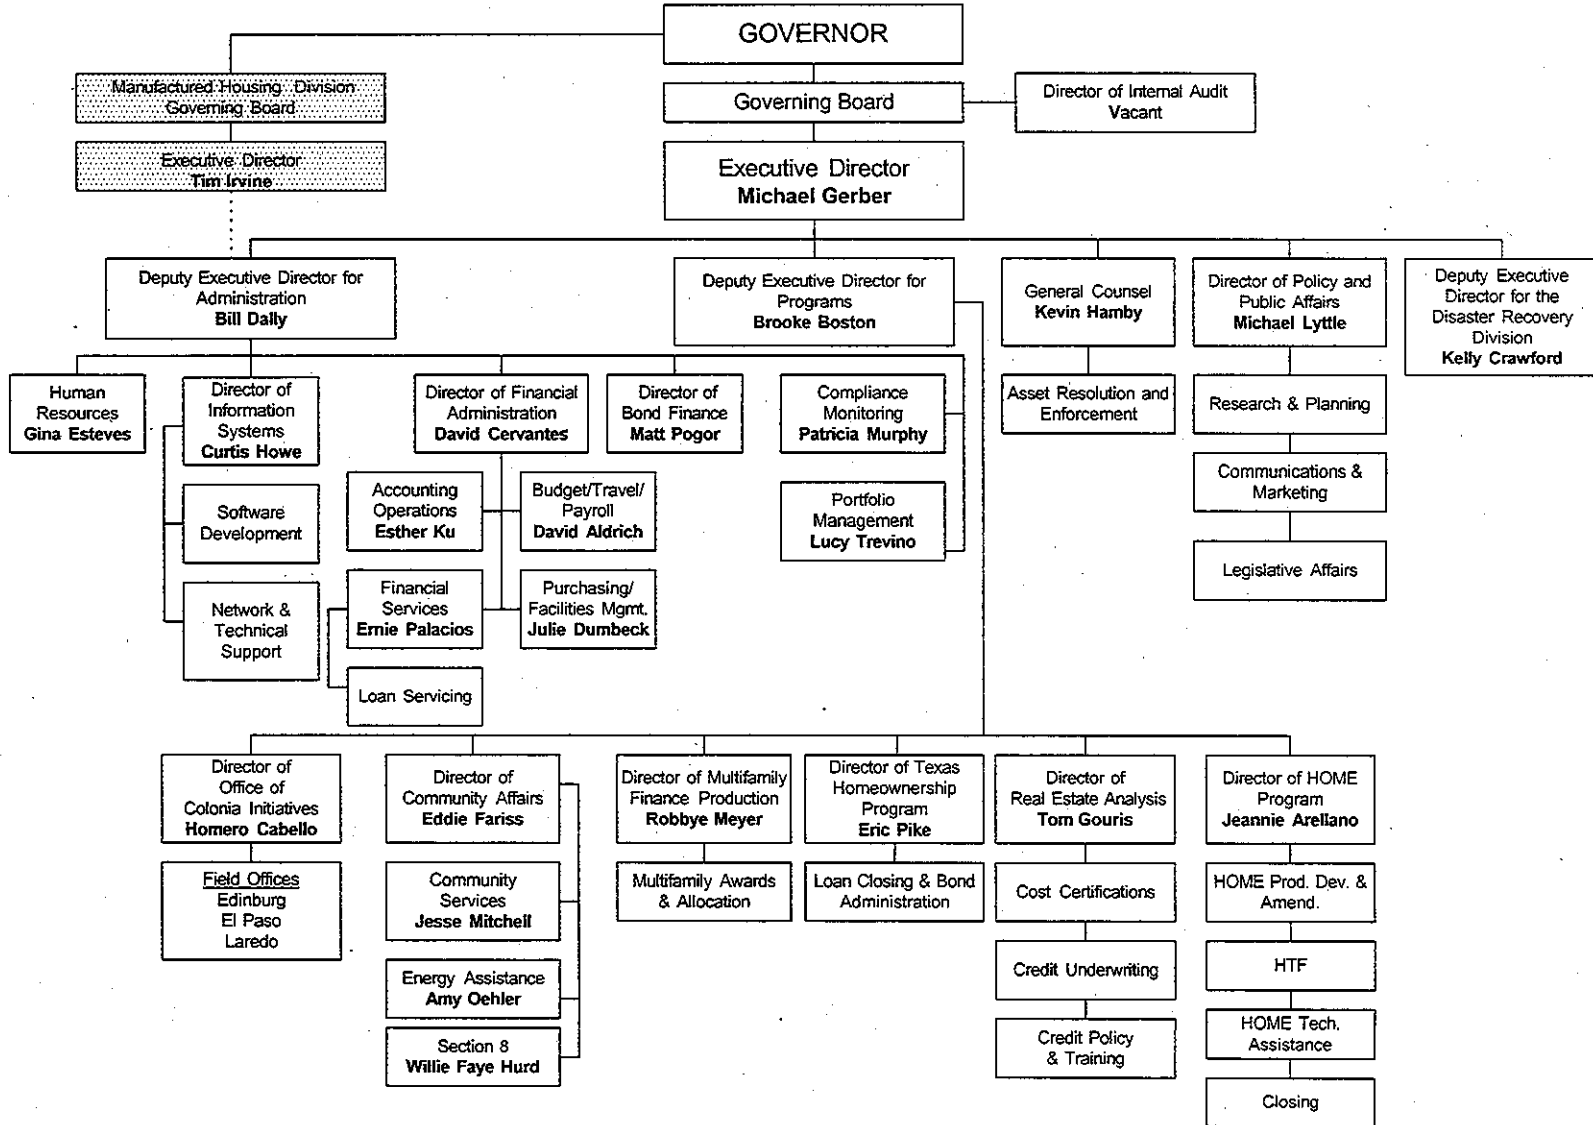 GOVERNOR
Manufactured Housing Division
Governing Board
Governing Board
Director of Internal Audit
Vacant
Executive Director
Tim Irvine
Executive Director
Michael Gerber
Deputy Executive Director for
Administration
Bill Dally
Deputy Executive Director for
Programs
Brooke Boston
General Counsel
Kevin Hamby
Director of Policy and
Public Affairs
Michael Lyttle
Deputy Executive
Director for the
Disaster Recovery
Division
Kelly Crawford
Human
Resources
Gina Esteves
Director of
Information
Systems
Curtis Howe
Director of Financial
Administration
David Cervantes
Director of
Bond Finance
Matt Pogor
Compliance
Monitoring
Patricia Murphy
Asset Resolution and
Enforcement
Research & Planning
Software
Development
Accounting
Operations
Esther Ku
Budget/Travel/
Payroll
David Aldrich
Portfolio
Management
Lucy Trevino
Communications &
Marketing
Network &
Technical
Support
Financial
Services
Ernie Palacios
Purchasing/
Facilities Mgmt.
Julie Dumbeck
Legislative Affairs
Loan Servicing
Director of
Office of
Colonia Initiatives
Homero Cabello
Director of
Community Affairs
Eddie Fariss
Director of Multifamily
Finance Production
Robbye Meyer
Director of Texas
Homeownership
Program
Eric Pike
Director of
Real Estate Analysis
Tom Gouris
Director of HOME
Program
Jeannie Arellano
Field Offices
Edinburg
El Paso
Laredo
Community
Services
Jesse Mitchell
Multifamily Awards
& Allocation
Loan Closing & Bond
Administration
Cost Certifications
HOME Prod. Dev. &
Amend.
Energy Assistance
Amy Oehler
Credit Underwriting
HTF
Section 8
Willie Faye Hurd
Credit Policy
& Training
HOME Tech.
Assistance
Closing